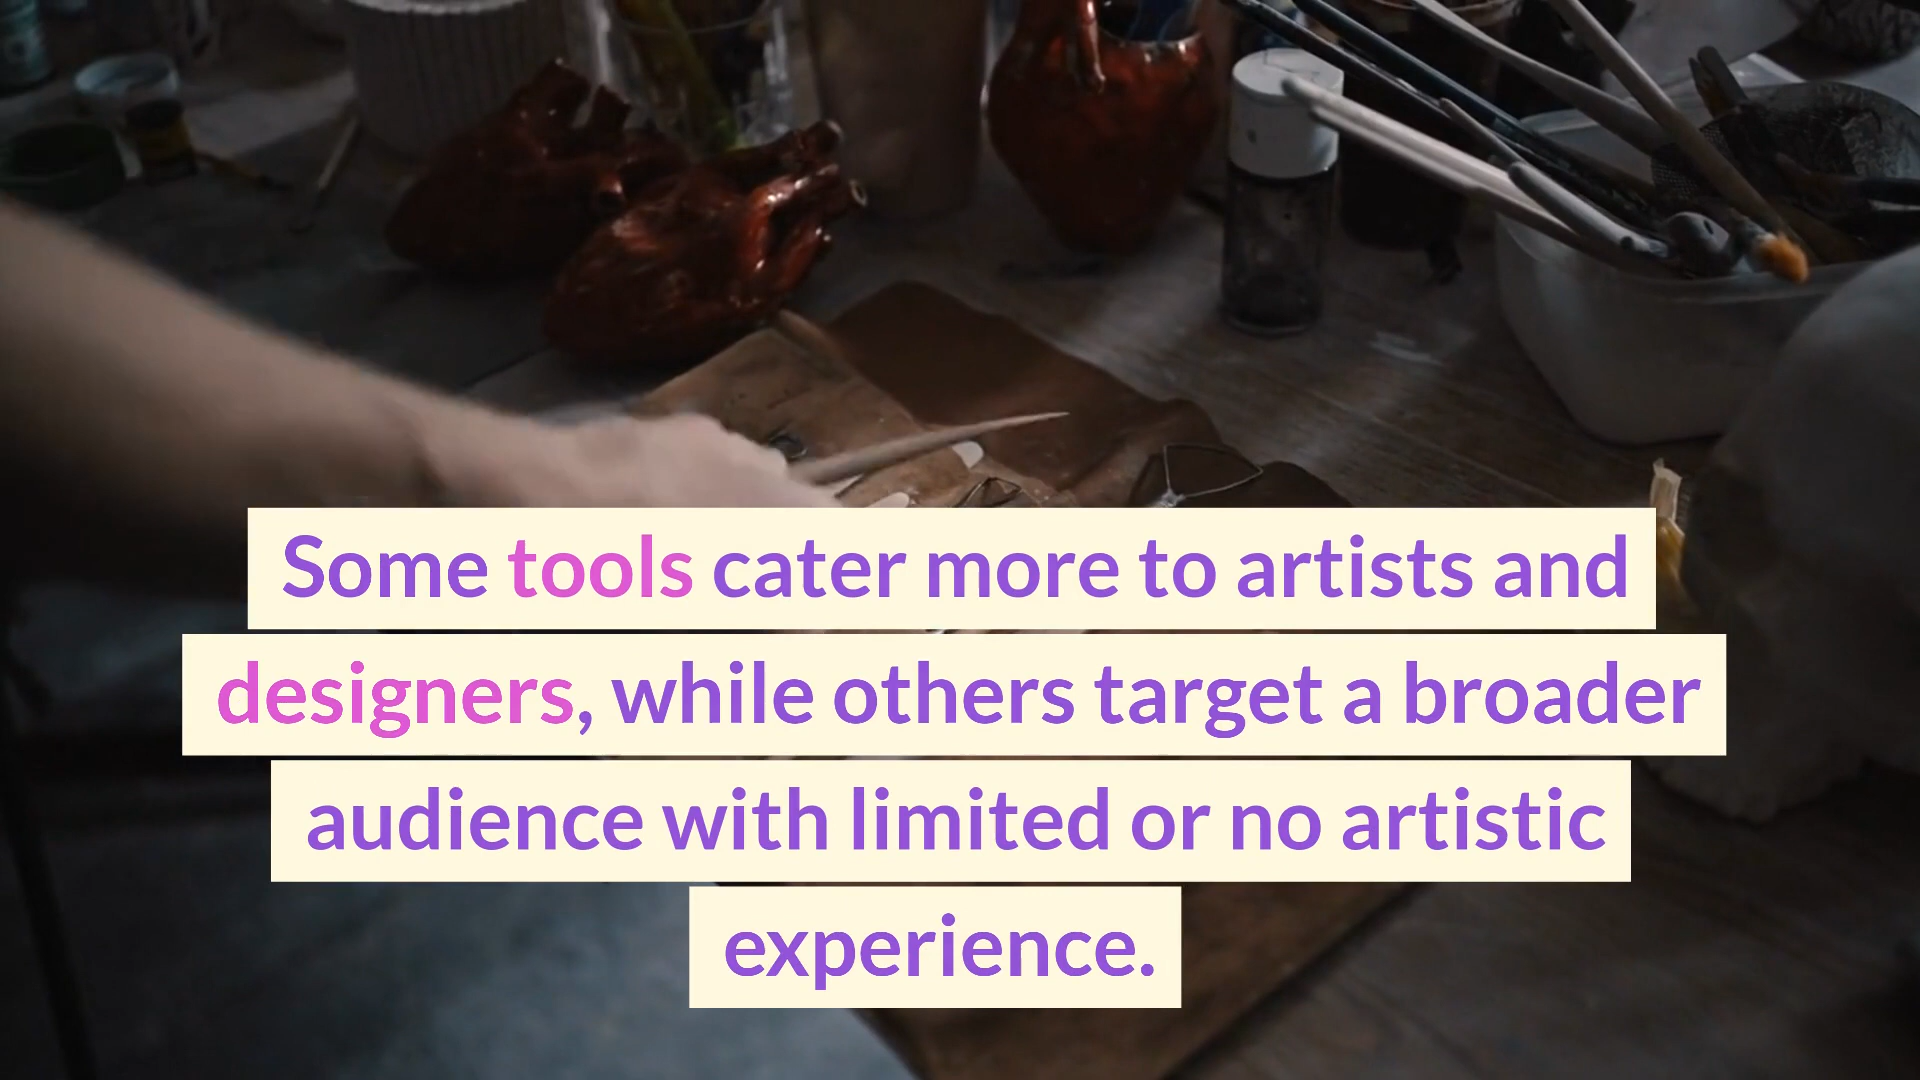 Some tools cater more to artists and
designers, while others target a broader
audience with limited or no artistic
experience.